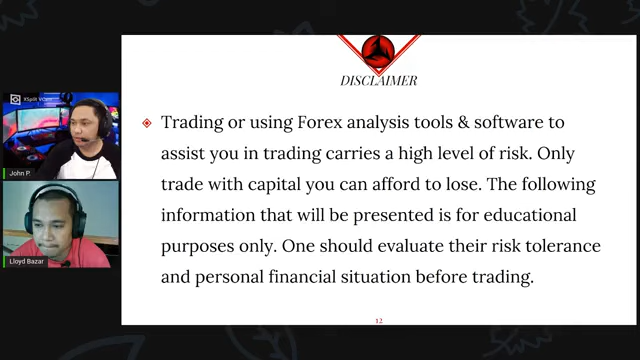 DISCLAIMER
Trading or using Forex analysis tools & software to
assist you in trading carries a high level of risk. Only
trade with capital you can afford to lose. The following
information that will be presented is for educational
purposes only. One should evaluate their risk tolerance
and personal financial situation before trading.
12
XSplit VCam
John P.
Lloyd Bazar